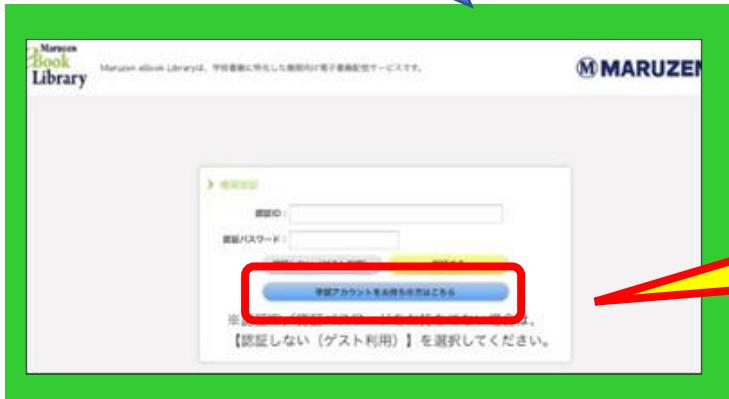 Maruzen
eBook
Library
Maruzen eBook Libraryは、学術書籍に特化した機関向け電子書籍配信サービスです。
MARUZEN
認証ID：
認証パスワード：
学認アカウントをお持ちの方はこちら
【認証しない（ゲスト利用）】を選択してください。